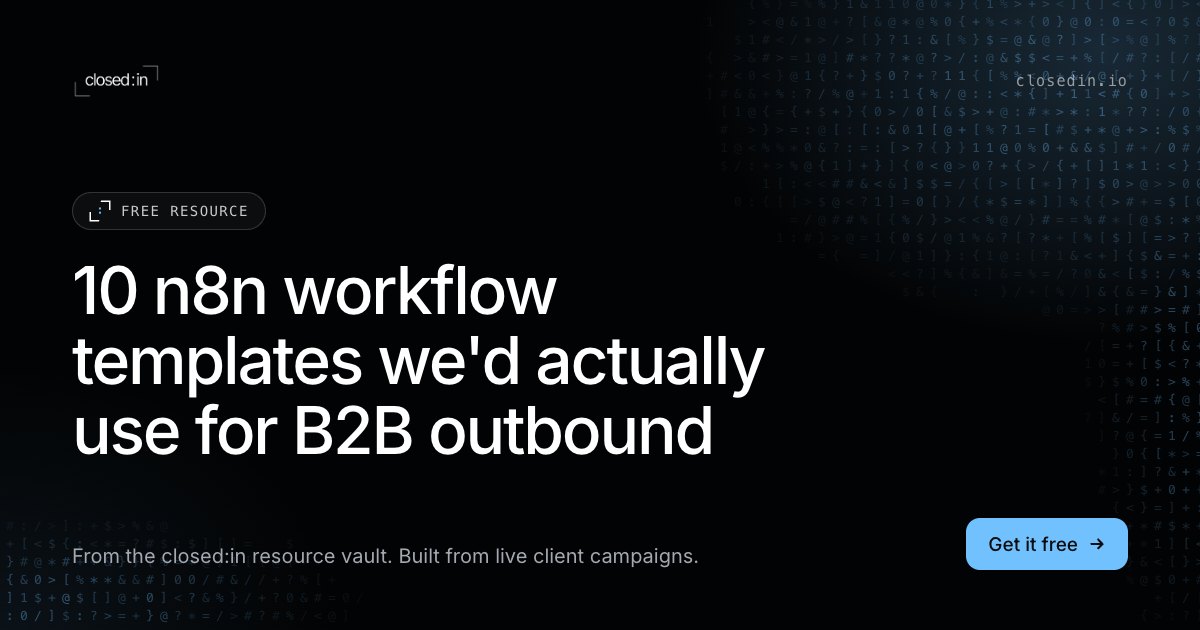 closed:in
closedin.io
FREE RESOURCE
10 n8n workflow
templates we'd actually
use for B2B outbound
From the closed:in resource vault. Built from live client campaigns.
Get it free →